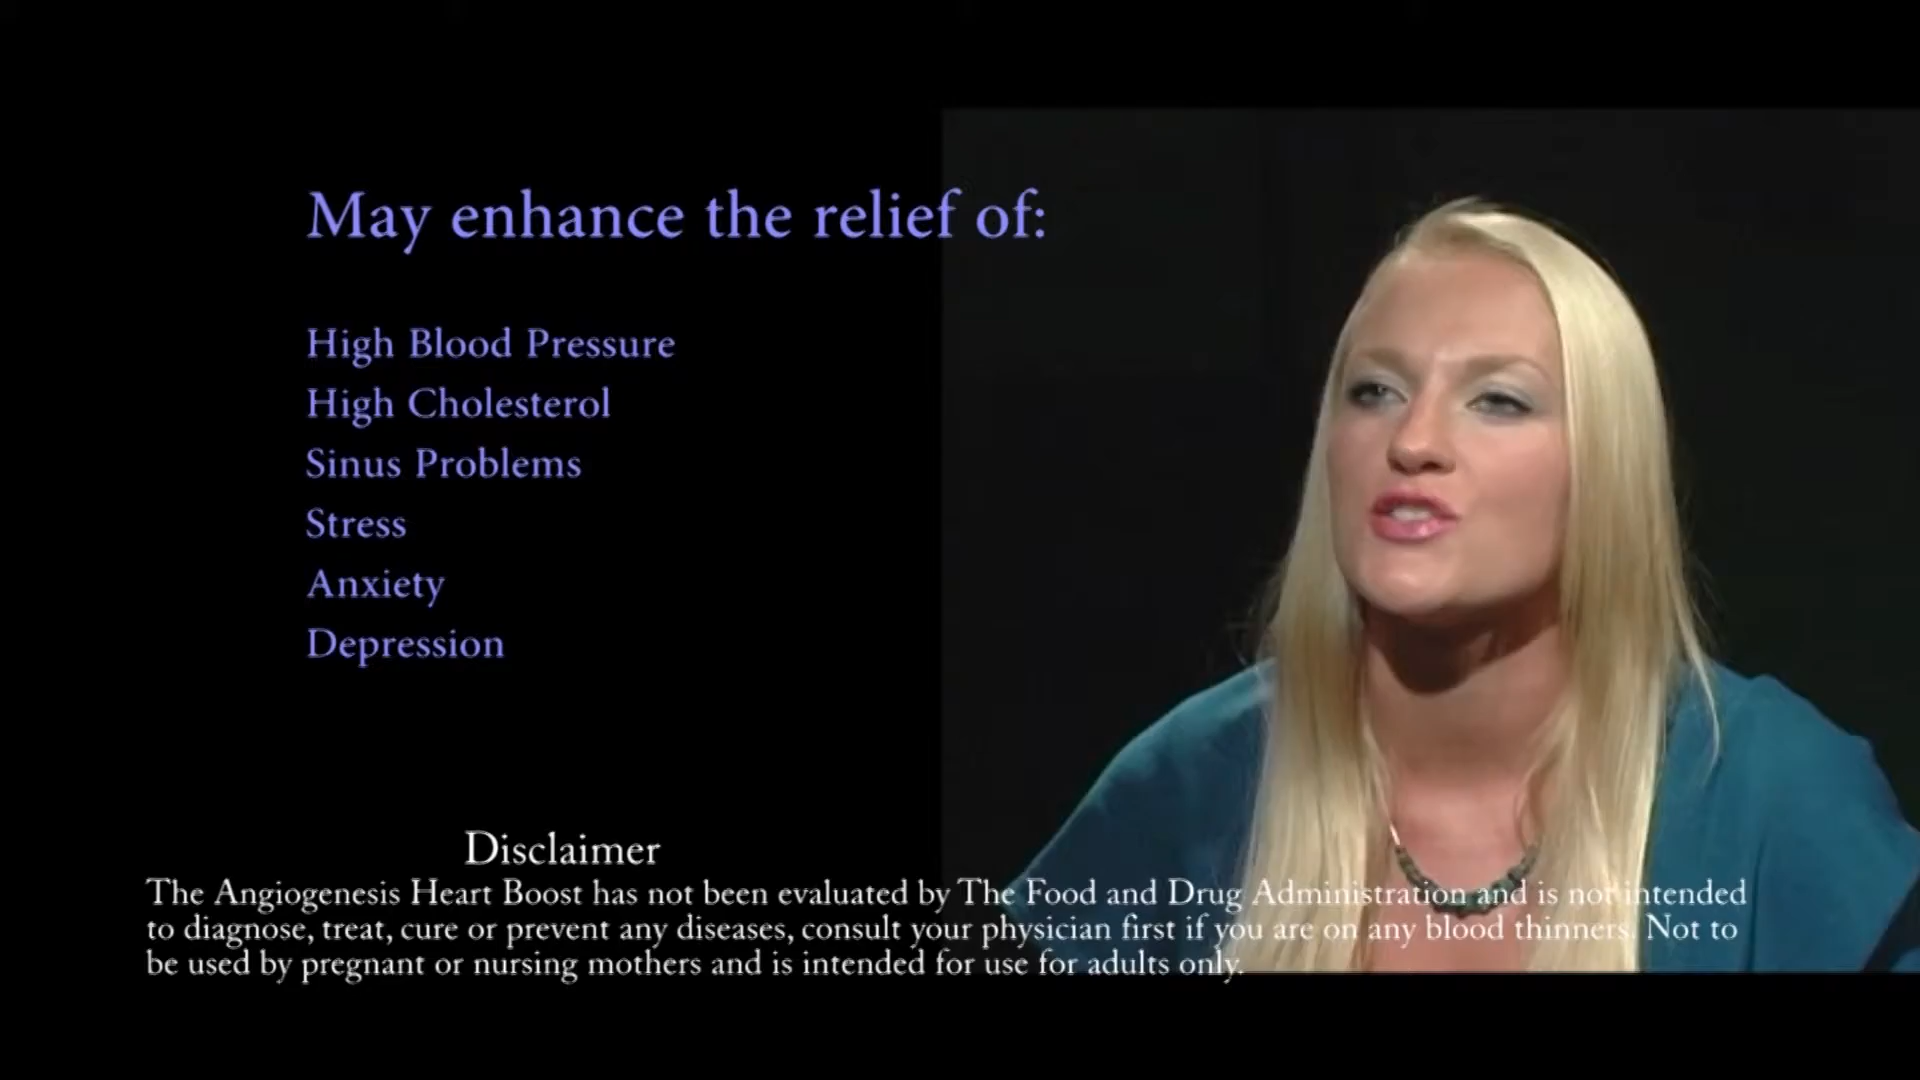 May enhance the relief of:
High Blood Pressure
High Cholesterol
Sinus Problems
Stress
Anxiety
Depression
Disclaimer
The Angiogenesis Heart Boost has not been evaluated by The Food and Drug Administration and is not intended
to diagnose, treat, cure or prevent any diseases, consult your physician first if you are on any blood thinners. Not to
be used by pregnant or nursing mothers and is intended for use for adults only.